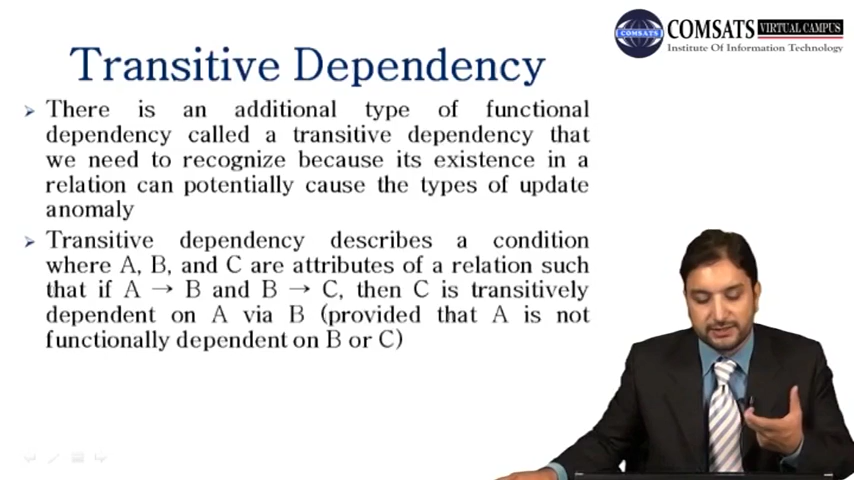 COMSATS VIRTUAL CAMPUS
Institute Of Information Technology
COMSATS
Transitive Dependency
There is an additional type of functional
dependency called a transitive dependency that
we need to recognize because its existence in a
relation can potentially cause the types of update
anomaly
Transitive dependency describes a condition
where A, B, and C are attributes of a relation such
that if A → B and B → C, then C is transitively
dependent on A via B (provided that A is not
functionally dependent on B or C)